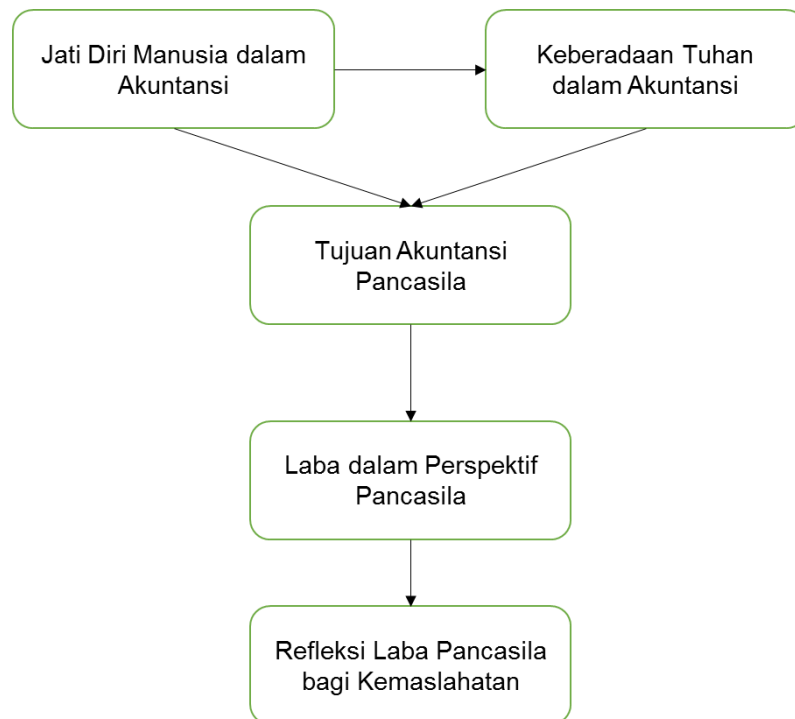 Jati Diri Manusia dalam
Akuntansi
Keberadaan Tuhan
dalam Akuntansi
Tujuan Akuntansi
Pancasila
Laba dalam Perspektif
Pancasila
Refleksi Laba Pancasila
bagi Kemaslahatan